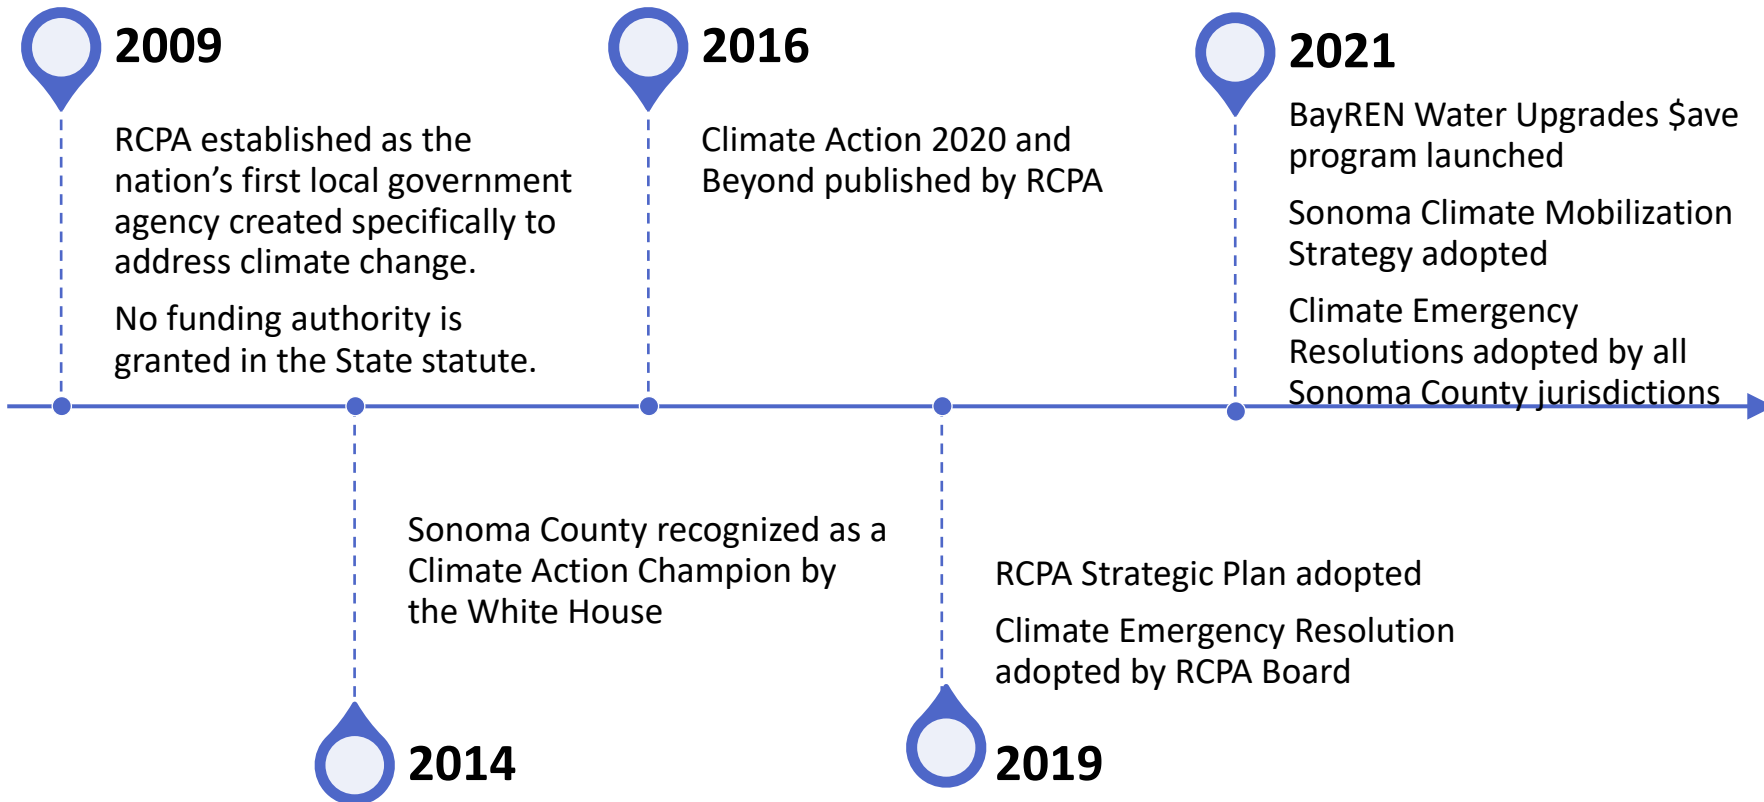 2009
RCPA established as the
nation’s first local government
agency created specifically to
address climate change.
No funding authority is
granted in the State statute.
2014
Sonoma County recognized as a
Climate Action Champion by
the White House
2016
Climate Action 2020 and
Beyond published by RCPA
2019
RCPA Strategic Plan adopted
Climate Emergency Resolution
adopted by RCPA Board
2021
BayREN Water Upgrades $ave
program launched
Sonoma Climate Mobilization
Strategy adopted
Climate Emergency
Resolutions adopted by all
Sonoma County jurisdictions